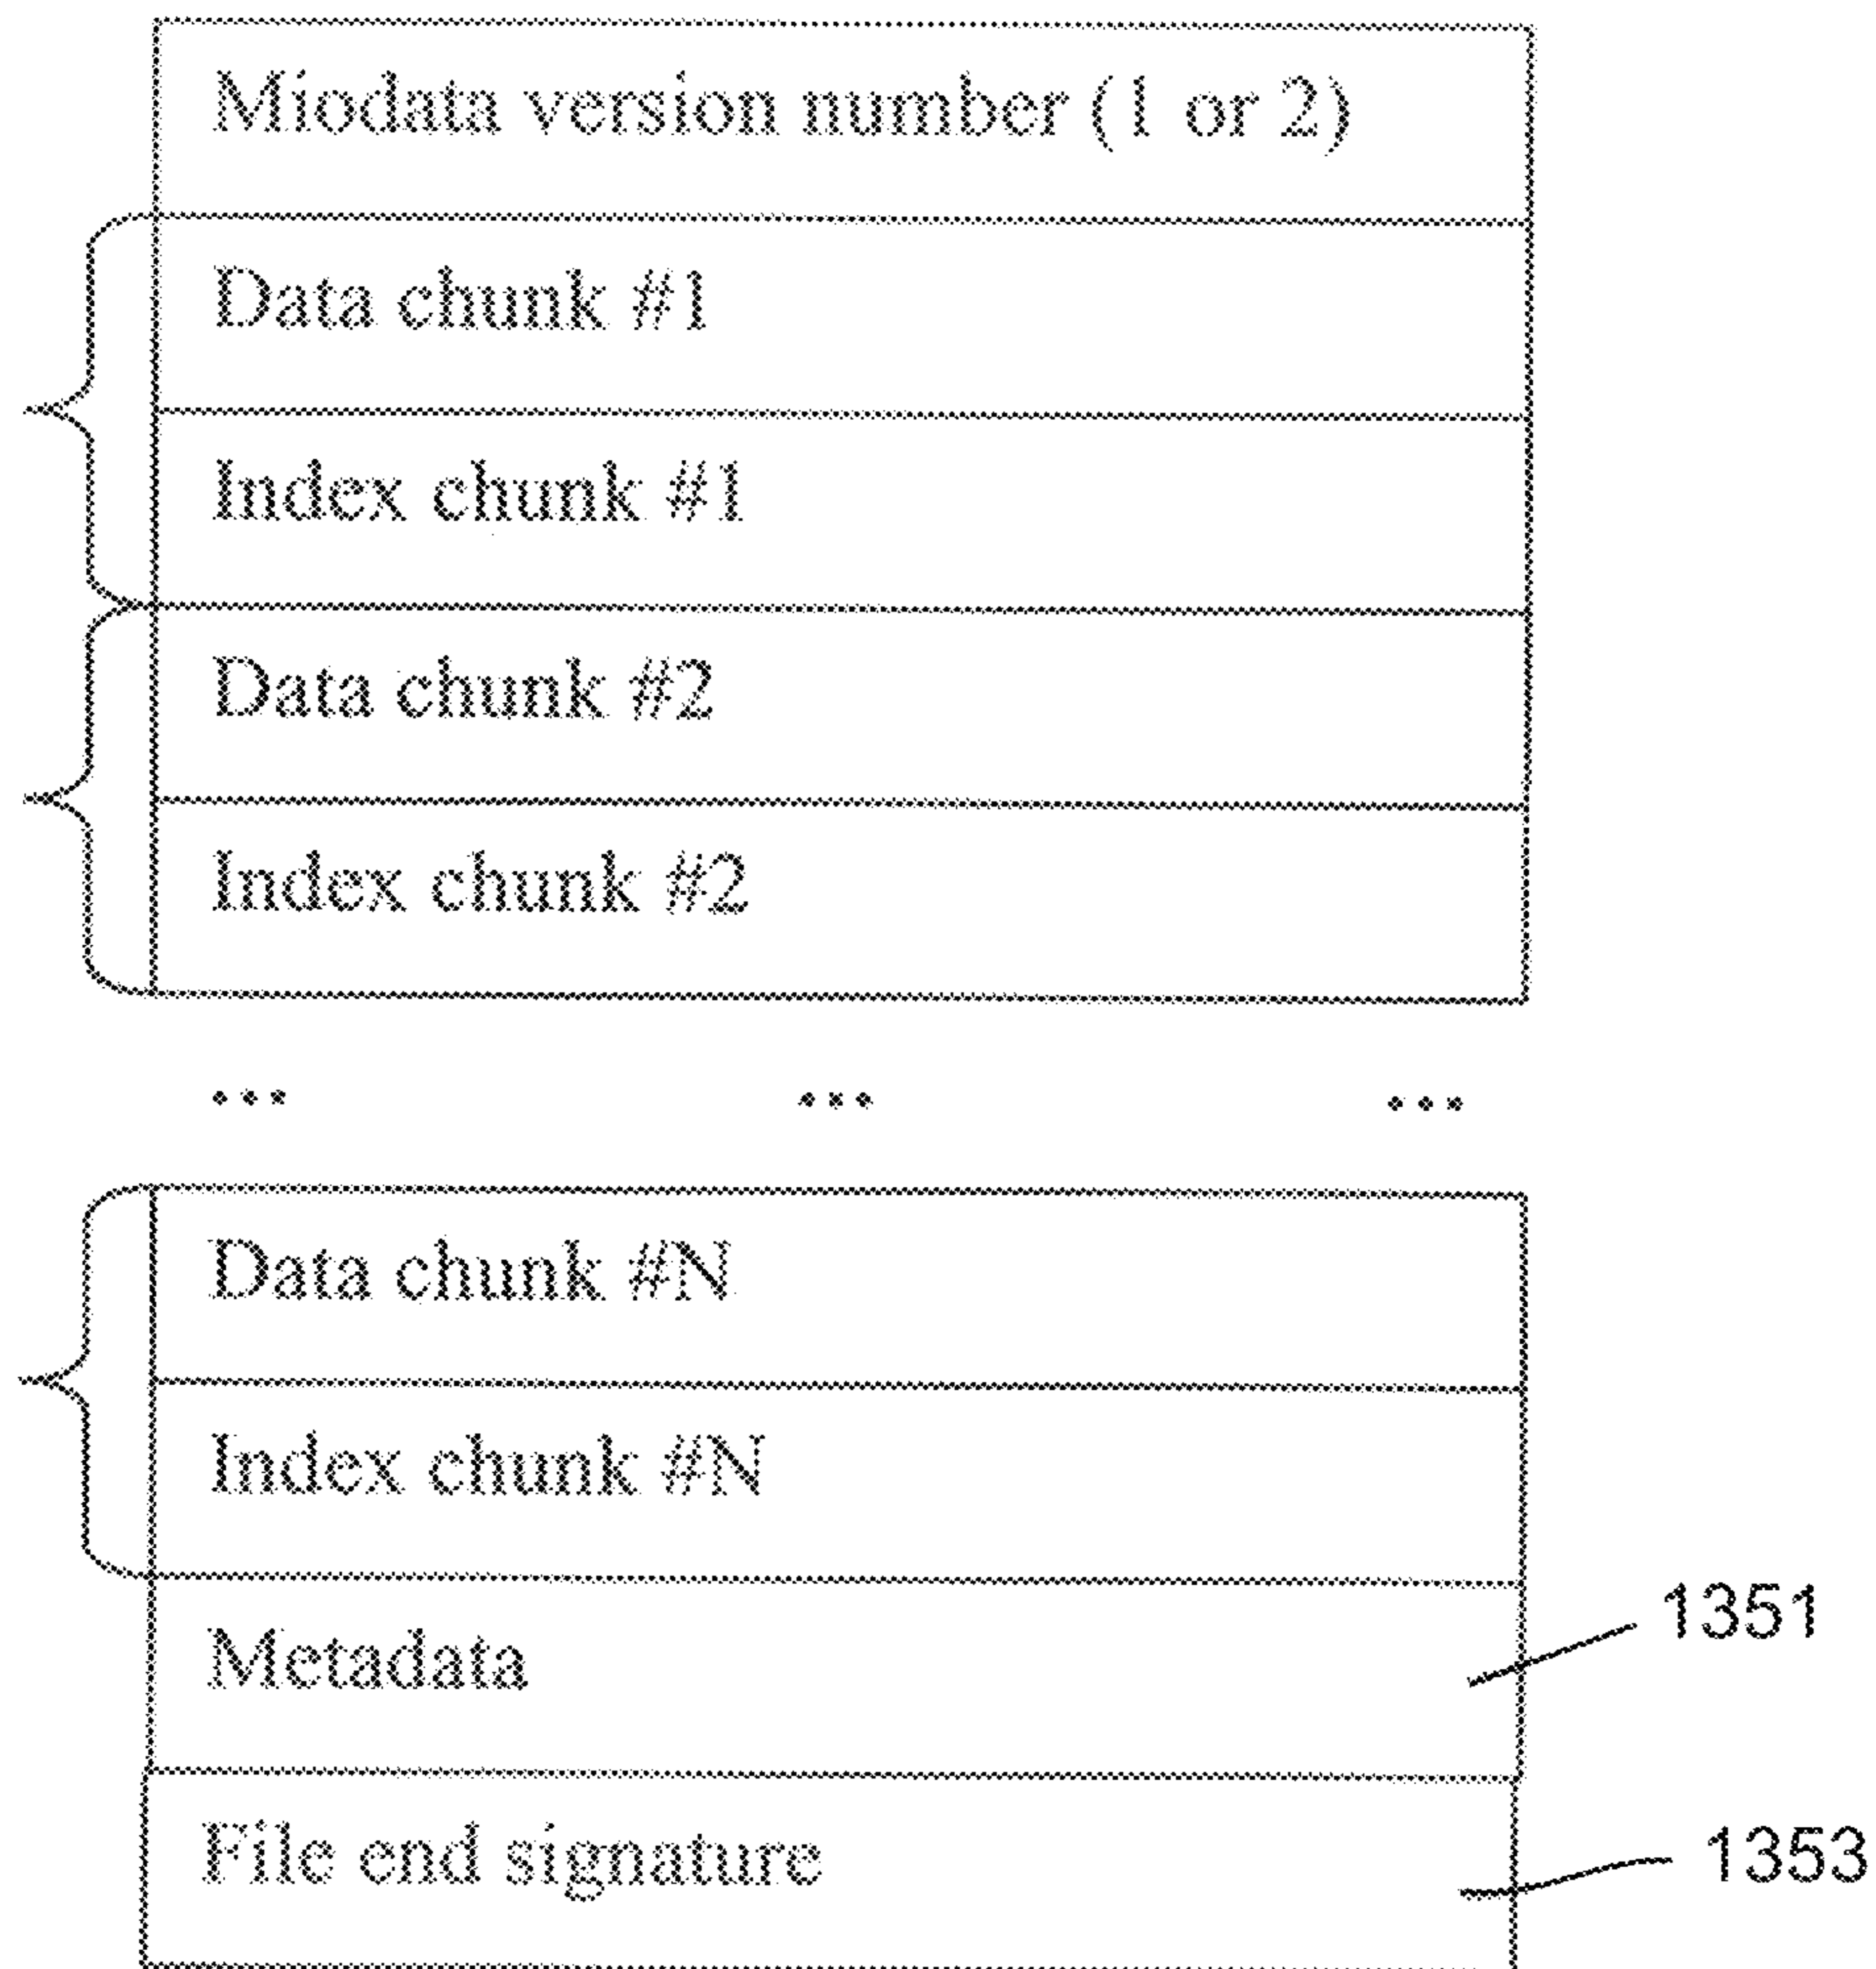 Miodata version number (1 or 2)
Data chunk #1
Index chunk #1
Data chunk #2
Index chunk #2
... ... ...
Data chunk #N
Index chunk #N
Metadata
1351
File end signature
1353